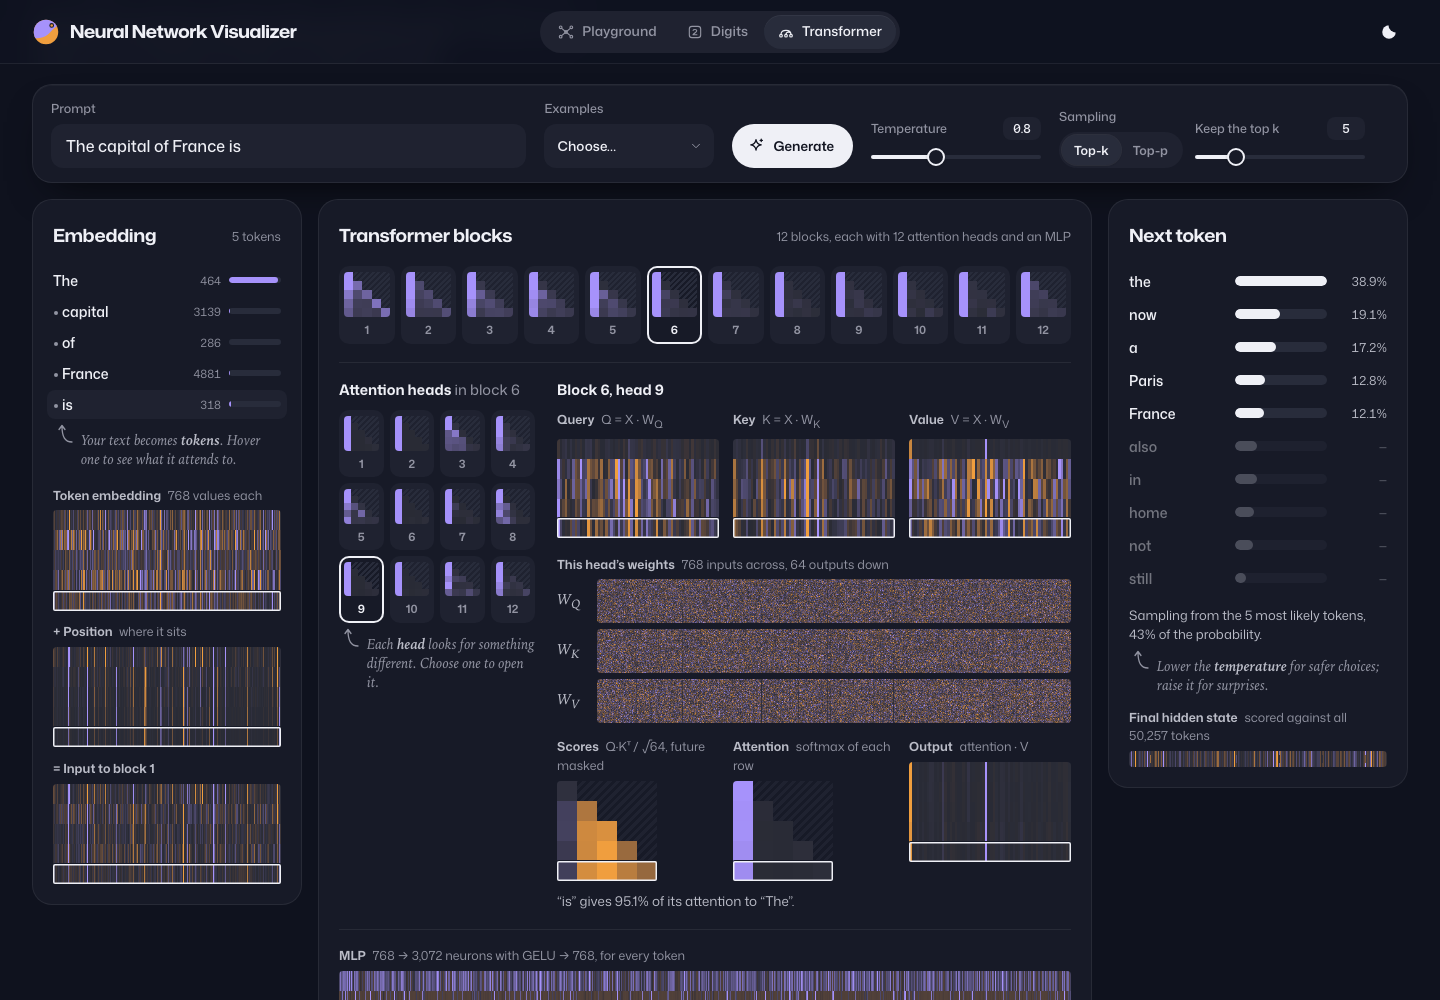 Neural Network Visualizer
Playground
2 Digits
Transformer
Prompt
The capital of France is
Examples
Choose...
Generate
Temperature 0.8
Sampling
Top-k Top-p
Keep the top k 5
Embedding 5 tokens
The 464
• capital 3139
• of 286
• France 4881
• is 318
Your text becomes tokens. Hover
one to see what it attends to.
Token embedding 768 values each
+ Position where it sits
= Input to block 1
Transformer blocks 12 blocks, each with 12 attention heads and an MLP
1 2 3 4 5 6 7 8 9 10 11 12
Attention heads in block 6
1 2 3 4
5 6 7 8
9 10 11 12
Each head looks for something
different. Choose one to open
it.
Block 6, head 9
Query Q = X · WQ
Key K = X · WK
Value V = X · WV
This head's weights 768 inputs across, 64 outputs down
WQ
WK
WV
Scores Q·Kᵀ / √64, future
masked
Attention softmax of each
row
Output attention · V
“is” gives 95.1% of its attention to “The”.
MLP 768 → 3,072 neurons with GELU → 768, for every token
Next token
the 38.9%
now 19.1%
a 17.2%
Paris 12.8%
France 12.1%
also –
in –
home –
not –
still –
Sampling from the 5 most likely tokens,
43% of the probability.
Lower the temperature for safer choices;
raise it for surprises.
Final hidden state scored against all
50,257 tokens